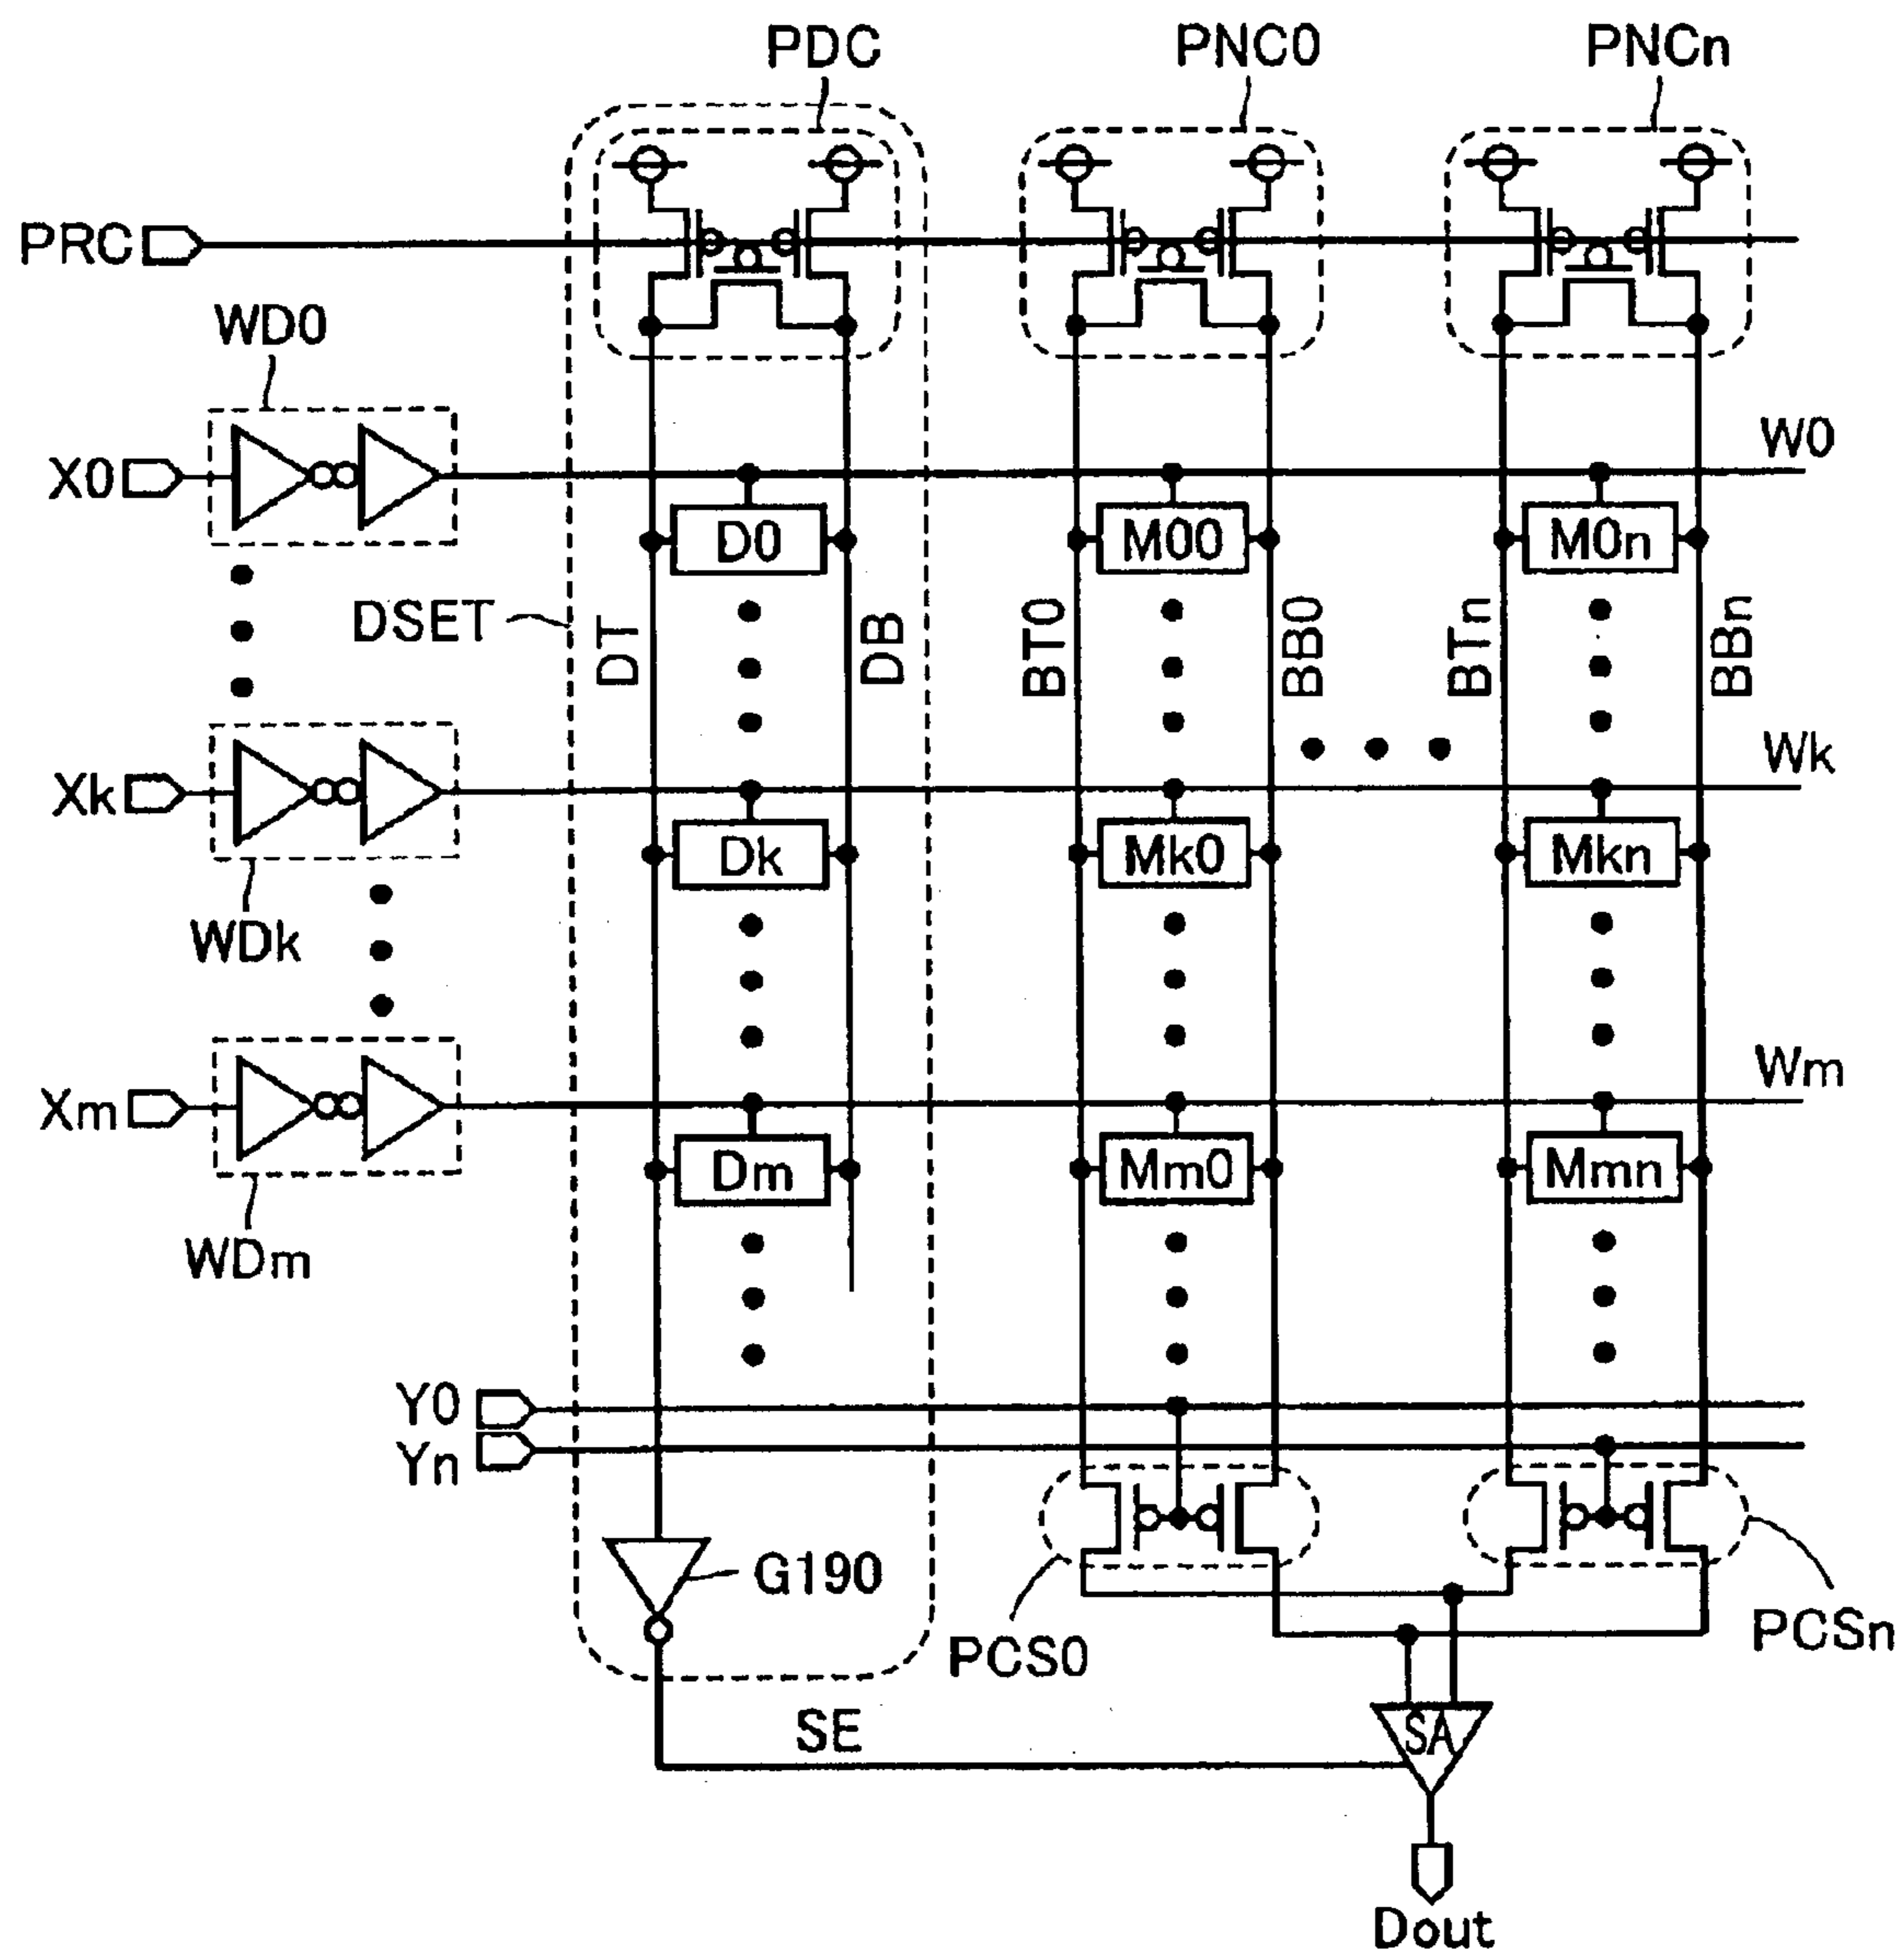 PDC
PNC0
PNCn
PRC
WD0
X0
W0
D0
M00
M0n
DSET
DT
DB
BT0
BB0
BTn
BBn
Xk
Wk
Dk
Mk0
Mkn
WDk
Xm
Wm
Dm
Mm0
Mmn
WDm
Y0
Yn
G190
PCS0
PCSn
SE
SA
Dout